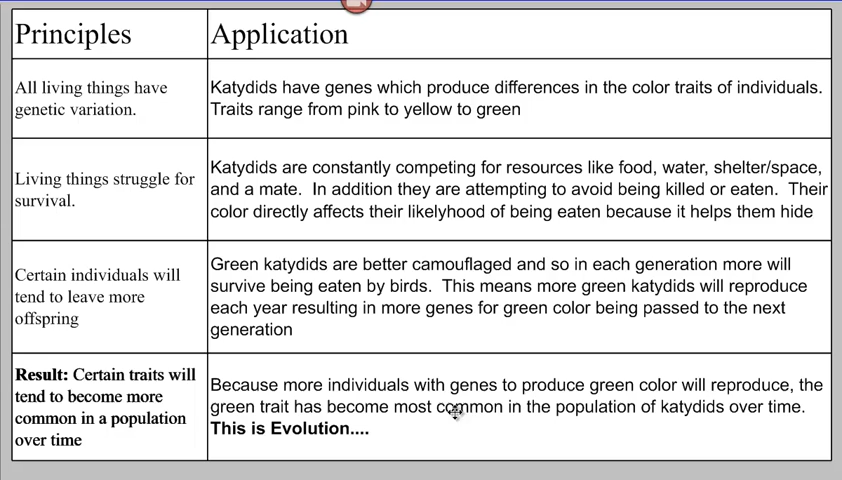 Principles
Application
All living things have
genetic variation.
Katydids have genes which produce differences in the color traits of individuals.
Traits range from pink to yellow to green
Living things struggle for
survival.
Katydids are constantly competing for resources like food, water, shelter/space,
and a mate.  In addition they are attempting to avoid being killed or eaten.  Their
color directly affects their likelyhood of being eaten because it helps them hide
Certain individuals will
tend to leave more
offspring
Green katydids are better camouflaged and so in each generation more will
survive being eaten by birds.  This means more green katydids will reproduce
each year resulting in more genes for green color being passed to the next
generation
Result: Certain traits will
tend to become more
common in a population
over time
Because more individuals with genes to produce green color will reproduce, the
green trait has become most common in the population of katydids over time.
This is Evolution....